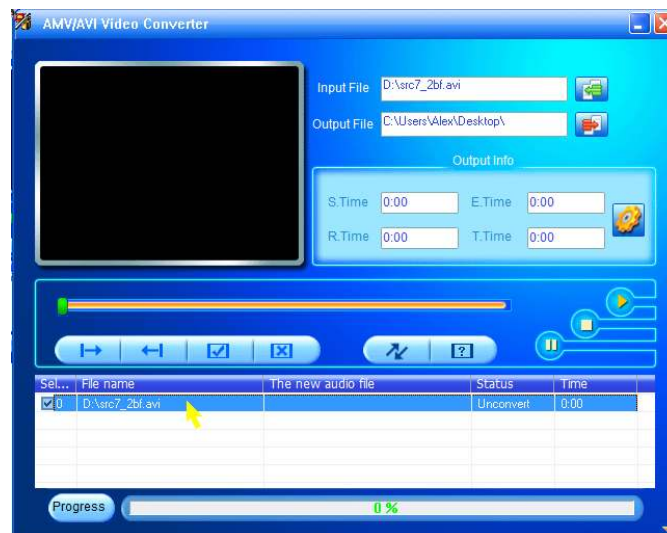 AMV/AVI Video Converter
Input File D:\src7_2bf.avi
Output File C:\Users\Alex\Desktop\
Output Info
S.Time 0:00 E.Time 0:00
R.Time 0:00 T.Time 0:00
Sel... File name The new audio file Status Time
0 D:\src7_2bf.avi Unconvert 0:00
Progress 0 %